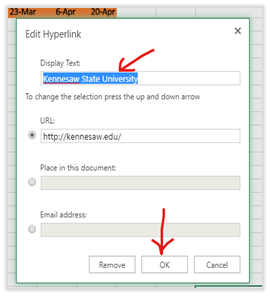 23-Mar 6-Apr 20-Apr
Edit Hyperlink
Display Text:
Kennesaw State University
To change the selection press the up and down arrow
URL:
http://kennesaw.edu/
Place in this document:
Email address:
Remove OK Cancel